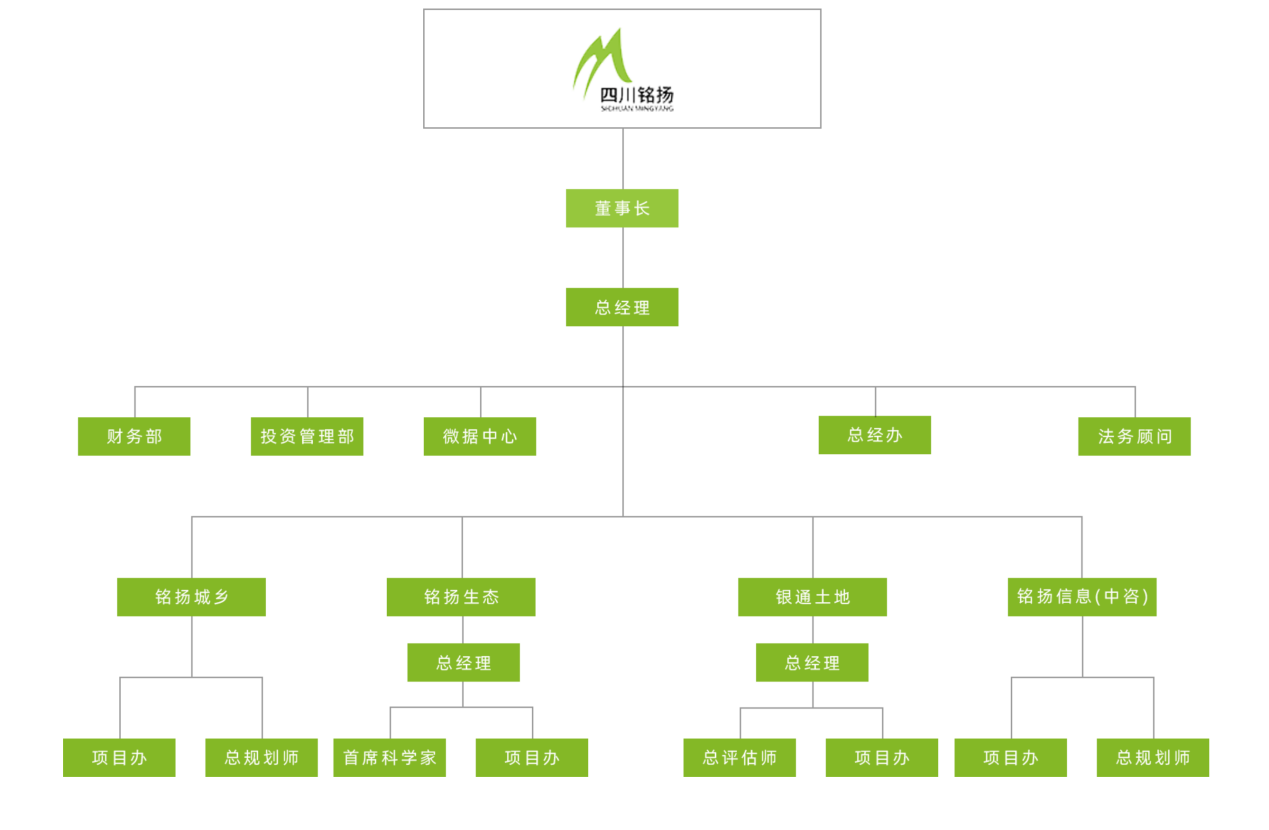 四川铭扬
SICHUAN MINGYANG
董事长
总经理
财务部
投资管理部
微据中心
总经办
法务顾问
铭扬城乡
铭扬生态
银通土地
铭扬信息(中咨)
总经理
总经理
项目办
总规划师
首席科学家
项目办
总评估师
项目办
项目办
总规划师